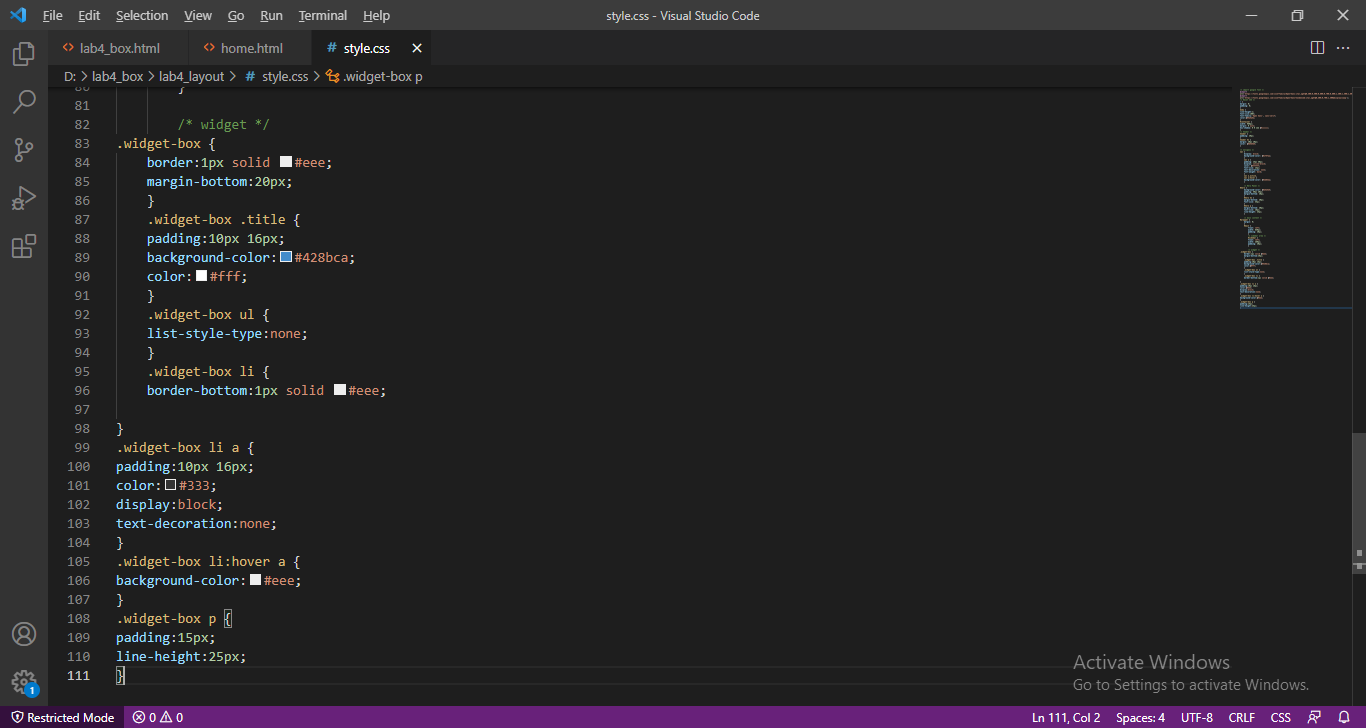 File Edit Selection View Go Run Terminal Help style.css - Visual Studio Code
<> lab4_box.html <> home.html # style.css ×
D: > lab4_box > lab4_layout > # style.css > .widget-box p
80 }
81
82 /* widget */
83 .widget-box {
84 border:1px solid #eee;
85 margin-bottom:20px;
86 }
87 .widget-box .title {
88 padding:10px 16px;
89 background-color:#428bca;
90 color:#fff;
91 }
92 .widget-box ul {
93 list-style-type:none;
94 }
95 .widget-box li {
96 border-bottom:1px solid #eee;
97
98 }
99 .widget-box li a {
100 padding:10px 16px;
101 color:#333;
102 display:block;
103 text-decoration:none;
104 }
105 .widget-box li:hover a {
106 background-color:#eee;
107 }
108 .widget-box p {
109 padding:15px;
110 line-height:25px;
111 }
Activate Windows
Go to Settings to activate Windows.
1
Restricted Mode 0 0 Ln 111, Col 2 Spaces: 4 UTF-8 CRLF CSS